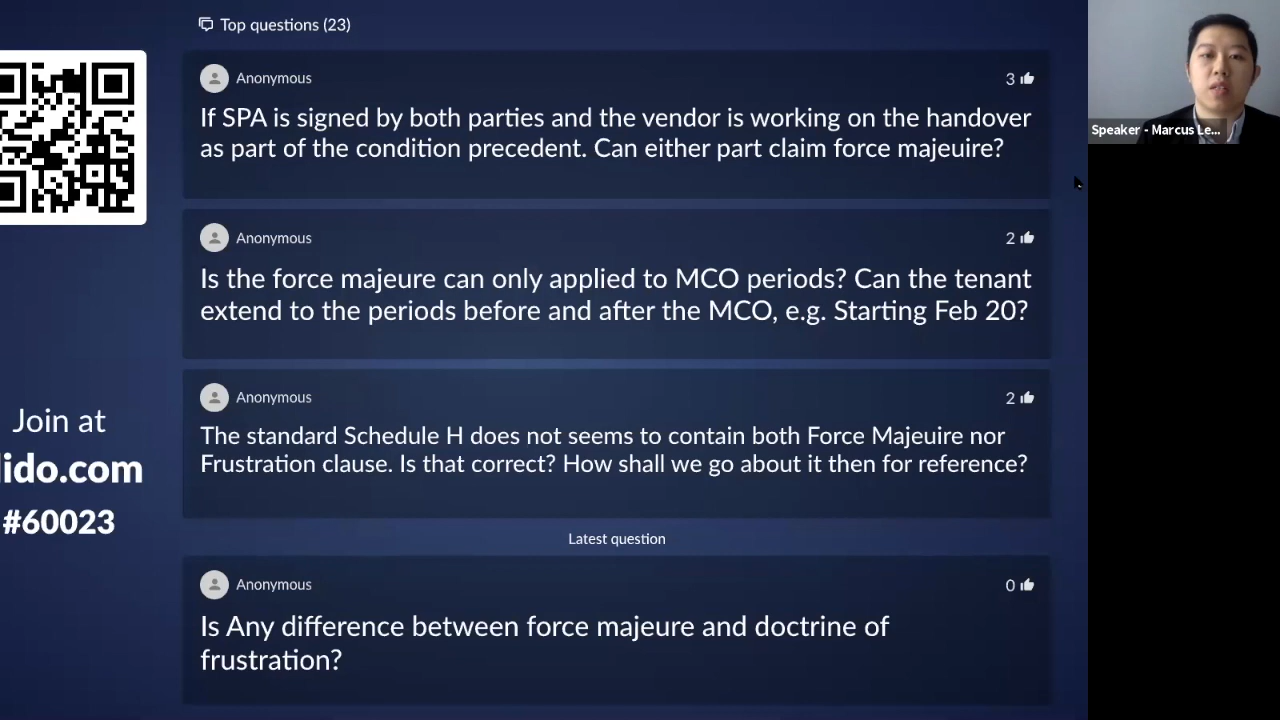 Top questions (23)
Anonymous
3
If SPA is signed by both parties and the vendor is working on the handover
as part of the condition precedent. Can either part claim force majeuire?
Anonymous
2
Is the force majeure can only applied to MCO periods? Can the tenant
extend to the periods before and after the MCO, e.g. Starting Feb 20?
Anonymous
2
The standard Schedule H does not seems to contain both Force Majeuire nor
Frustration clause. Is that correct? How shall we go about it then for reference?
Latest question
Anonymous
0
Is Any difference between force majeure and doctrine of
frustration?
Join at
lido.com
#60023
Speaker - Marcus Le...